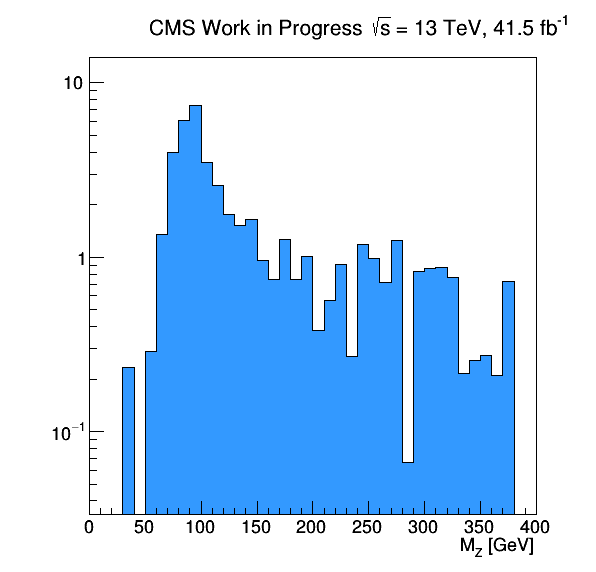 CMS Work in Progress √s = 13 TeV, 41.5 fb⁻¹
10
1
10⁻¹
0 50 100 150 200 250 300 350 400
M_Z [GeV]